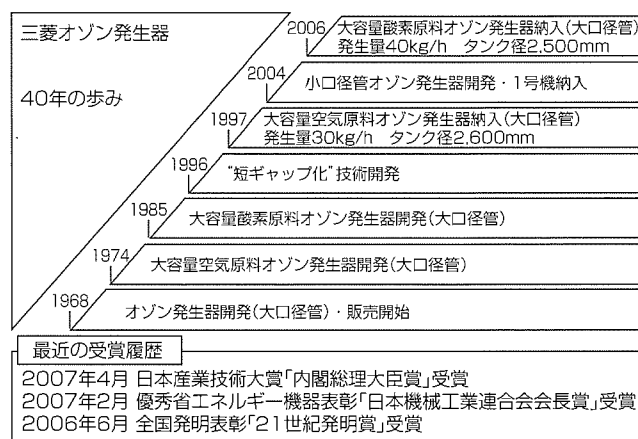 三菱オゾン発生器
40年の歩み
2006
大容量酸素原料オゾン発生器納入(大口径管)
発生量40kg/h タンク径2,500mm
2004
小口径管オゾン発生器開発・1号機納入
1997
大容量空気原料オゾン発生器納入(大口径管)
発生量30kg/h タンク径2,600mm
1996
"短ギャップ化"技術開発
1985
大容量酸素原料オゾン発生器開発(大口径管)
1974
大容量空気原料オゾン発生器開発(大口径管)
1968
オゾン発生器開発(大口径管)・販売開始
最近の受賞履歴
2007年4月 日本産業技術大賞「内閣総理大臣賞」受賞
2007年2月 優秀省エネルギー機器表彰「日本機械工業連合会会長賞」受賞
2006年6月 全国発明表彰「21世紀発明賞」受賞